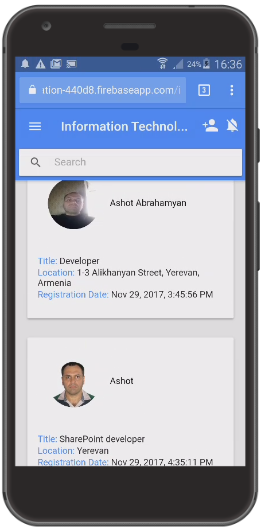 24% 16:36
ution-440d8.firebaseapp.com/i
3
Information Technol...
Search
Ashot Abrahamyan
Title: Developer
Location: 1-3 Alikhanyan Street, Yerevan,
Armenia
Registration Date: Nov 29, 2017, 3:45:56 PM
Ashot
Title: SharePoint developer
Location: Yerevan
Registration Date: Nov 29, 2017, 4:35:11 PM